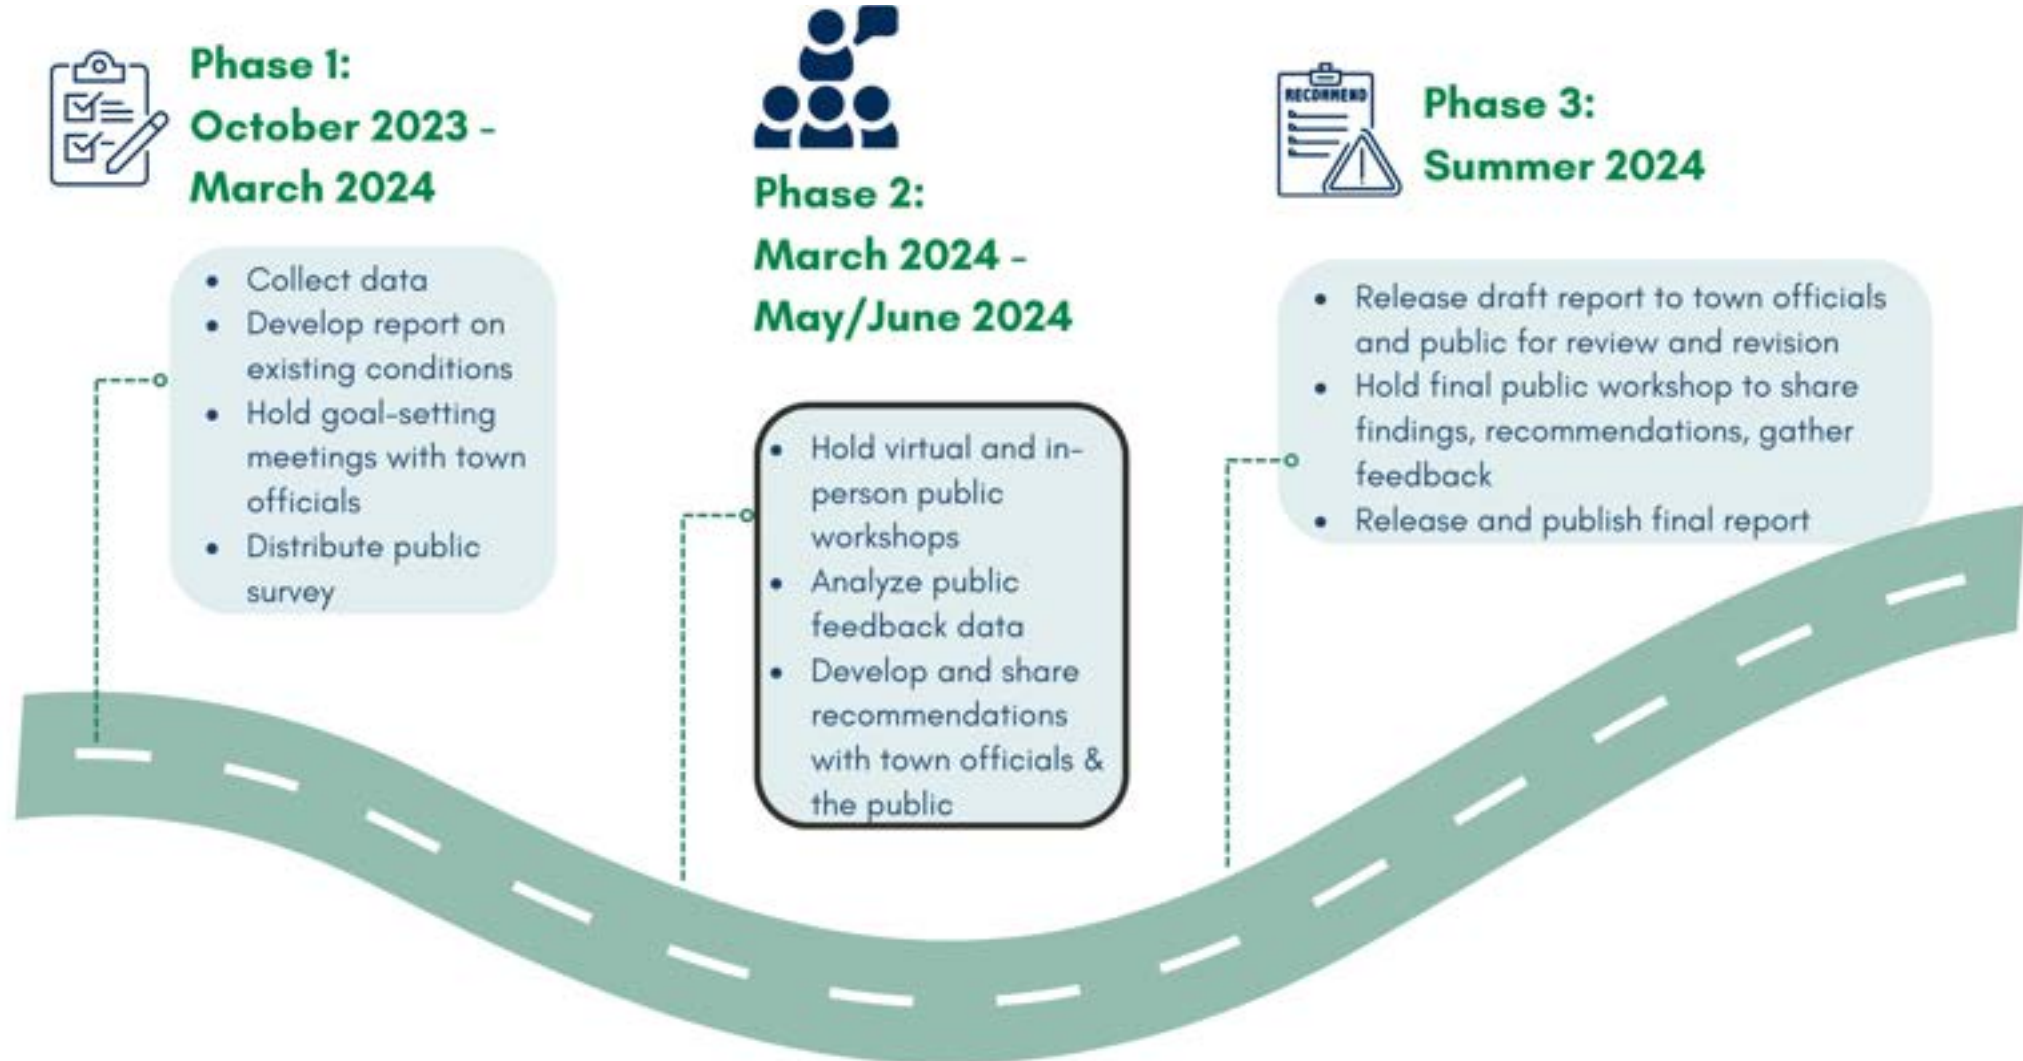 Phase 1:
October 2023 -
March 2024
• Collect data
• Develop report on
existing conditions
• Hold goal-setting
meetings with town
officials
• Distribute public
survey
Phase 2:
March 2024 -
May/June 2024
• Hold virtual and in-
person public
workshops
• Analyze public
feedback data
• Develop and share
recommendations
with town officials &
the public
RECOMMEND
Phase 3:
Summer 2024
• Release draft report to town officials
and public for review and revision
• Hold final public workshop to share
findings, recommendations, gather
feedback
• Release and publish final report